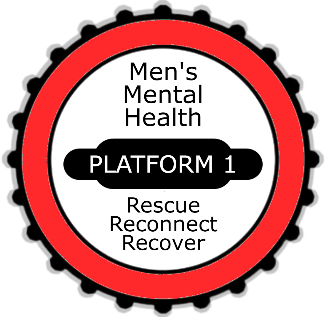 Men's
Mental
Health
PLATFORM 1
Rescue
Reconnect
Recover